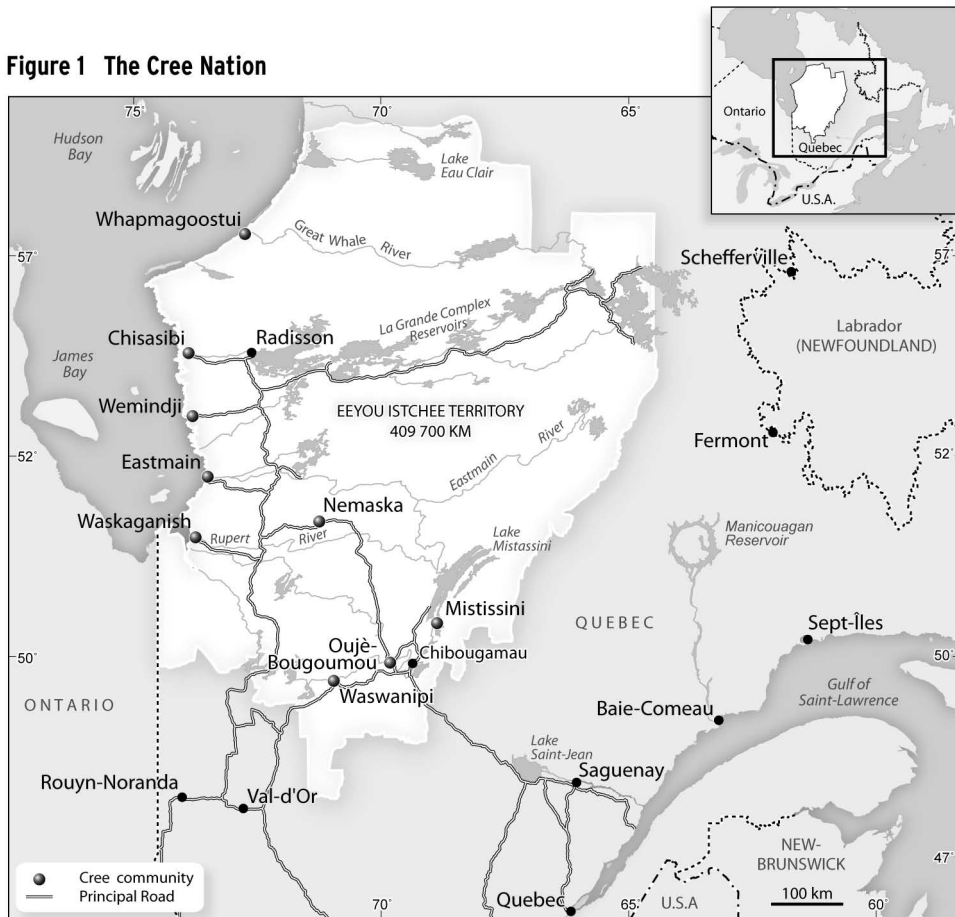 Figure 1 The Cree Nation
Ontario
Quebec
U.S.A.
75°
70°
65°
Hudson
Bay
Lake
Eau Clair
Whapmagoostui
Great Whale River
57°
57°
Schefferville
La Grande Complex
Reservoirs
Chisasibi
Radisson
Labrador
(NEWFOUNDLAND)
James
Bay
Wemindji
EEYOU ISTCHEE TERRITORY
409 700 KM
Fermont
52°
52°
Eastmain
Eastmain River
Nemaska
Waskaganish
Rupert River
Lake
Mistassini
Manicouagan
Reservoir
Mistissini
QUEBEC
Sept-Îles
50°
50°
Oujè-
Bougoumou
Chibougamau
Waswanipi
ONTARIO
Gulf of
Saint-Lawrence
Baie-Comeau
Lake
Saint-Jean
Saguenay
Rouyn-Noranda
Val-d'Or
NEW-
BRUNSWICK
47°
Cree community
Principal Road
100 km
U.S.A
Quebec
70°
65°
60°